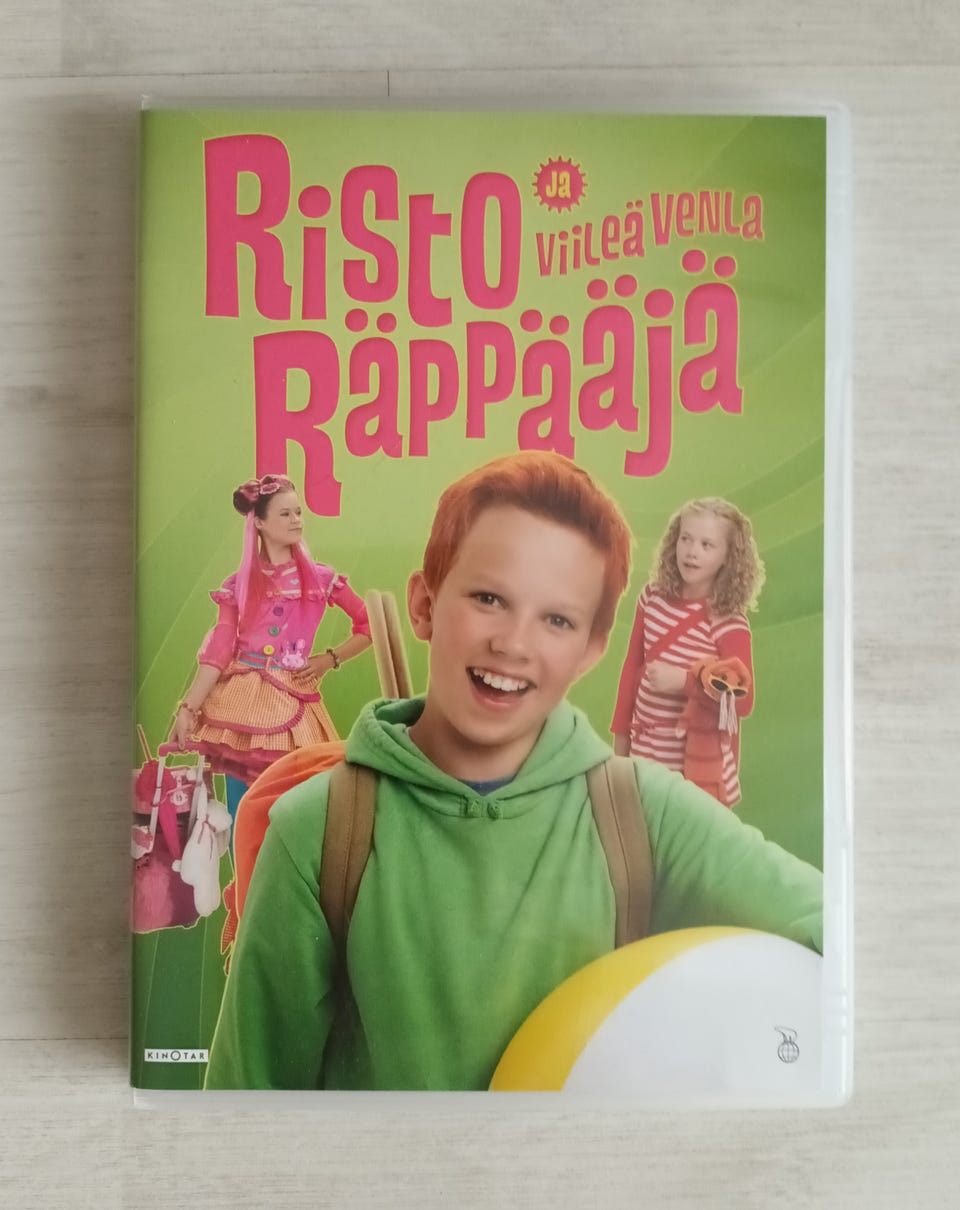 Risto
ja
viileä Venla
Räppääjä
KINOTAR